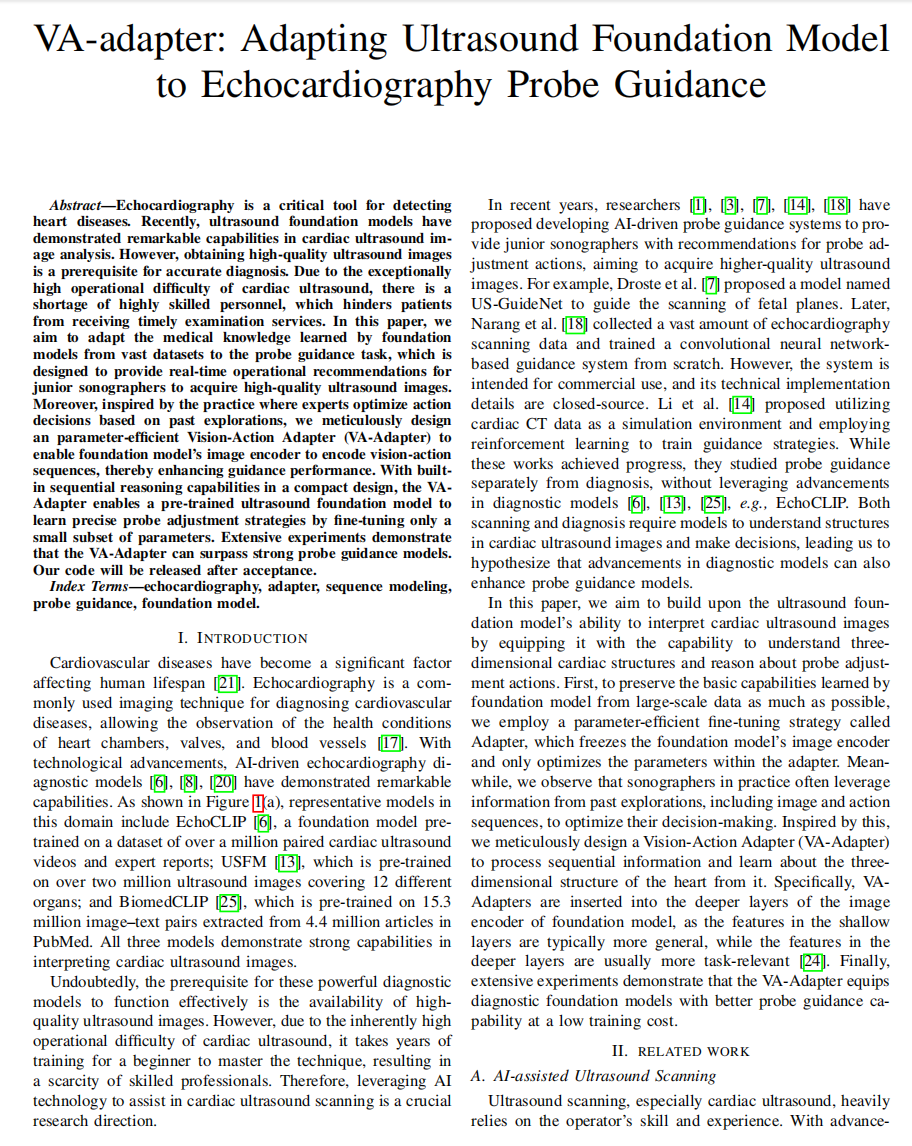 VA-adapter: Adapting Ultrasound Foundation Model
to Echocardiography Probe Guidance
Abstract—Echocardiography is a critical tool for detecting
heart diseases. Recently, ultrasound foundation models have
demonstrated remarkable capabilities in cardiac ultrasound im-
age analysis. However, obtaining high-quality ultrasound images
is a prerequisite for accurate diagnosis. Due to the exceptionally
high operational difficulty of cardiac ultrasound, there is a
shortage of highly skilled personnel, which hinders patients
from receiving timely examination services. In this paper, we
aim to adapt the medical knowledge learned by foundation
models from vast datasets to the probe guidance task, which is
designed to provide real-time operational recommendations for
junior sonographers to acquire high-quality ultrasound images.
Moreover, inspired by the practice where experts optimize action
decisions based on past explorations, we meticulously design
an parameter-efficient Vision-Action Adapter (VA-Adapter) to
enable foundation model's image encoder to encode vision-action
sequences, thereby enhancing guidance performance. With built-
in sequential reasoning capabilities in a compact design, the VA-
Adapter enables a pre-trained ultrasound foundation model to
learn precise probe adjustment strategies by fine-tuning only a
small subset of parameters. Extensive experiments demonstrate
that the VA-Adapter can surpass strong probe guidance models.
Our code will be released after acceptance.
Index Terms—echocardiography, adapter, sequence modeling,
probe guidance, foundation model.
I. INTRODUCTION
Cardiovascular diseases have become a significant factor
affecting human lifespan [21]. Echocardiography is a com-
monly used imaging technique for diagnosing cardiovascular
diseases, allowing the observation of the health conditions
of heart chambers, valves, and blood vessels [17]. With
technological advancements, AI-driven echocardiography di-
agnostic models [6], [8], [20] have demonstrated remarkable
capabilities. As shown in Figure 1(a), representative models in
this domain include EchoCLIP [6], a foundation model pre-
trained on a dataset of over a million paired cardiac ultrasound
videos and expert reports; USFM [13], which is pre-trained
on over two million ultrasound images covering 12 different
organs; and BiomedCLIP [25], which is pre-trained on 15.3
million image–text pairs extracted from 4.4 million articles in
PubMed. All three models demonstrate strong capabilities in
interpreting cardiac ultrasound images.
Undoubtedly, the prerequisite for these powerful diagnostic
models to function effectively is the availability of high-
quality ultrasound images. However, due to the inherently high
operational difficulty of cardiac ultrasound, it takes years of
training for a beginner to master the technique, resulting in
a scarcity of skilled professionals. Therefore, leveraging AI
technology to assist in cardiac ultrasound scanning is a crucial
research direction.
In recent years, researchers [1], [3], [7], [14], [18] have
proposed developing AI-driven probe guidance systems to pro-
vide junior sonographers with recommendations for probe ad-
justment actions, aiming to acquire higher-quality ultrasound
images. For example, Droste et al. [7] proposed a model named
US-GuideNet to guide the scanning of fetal planes. Later,
Narang et al. [18] collected a vast amount of echocardiography
scanning data and trained a convolutional neural network-
based guidance system from scratch. However, the system is
intended for commercial use, and its technical implementation
details are closed-source. Li et al. [14] proposed utilizing
cardiac CT data as a simulation environment and employing
reinforcement learning to train guidance strategies. While
these works achieved progress, they studied probe guidance
separately from diagnosis, without leveraging advancements
in diagnostic models [6], [13], [25], e.g., EchoCLIP. Both
scanning and diagnosis require models to understand structures
in cardiac ultrasound images and make decisions, leading us to
hypothesize that advancements in diagnostic models can also
enhance probe guidance models.
In this paper, we aim to build upon the ultrasound foun-
dation model's ability to interpret cardiac ultrasound images
by equipping it with the capability to understand three-
dimensional cardiac structures and reason about probe adjust-
ment actions. First, to preserve the basic capabilities learned by
foundation model from large-scale data as much as possible,
we employ a parameter-efficient fine-tuning strategy called
Adapter, which freezes the foundation model's image encoder
and only optimizes the parameters within the adapter. Mean-
while, we observe that sonographers in practice often leverage
information from past explorations, including image and action
sequences, to optimize their decision-making. Inspired by this,
we meticulously design a Vision-Action Adapter (VA-Adapter)
to process sequential information and learn about the three-
dimensional structure of the heart from it. Specifically, VA-
Adapters are inserted into the deeper layers of the image
encoder of foundation model, as the features in the shallow
layers are typically more general, while the features in the
deeper layers are usually more task-relevant [24]. Finally,
extensive experiments demonstrate that the VA-Adapter equips
diagnostic foundation models with better probe guidance ca-
pability at a low training cost.
II. RELATED WORK
A. AI-assisted Ultrasound Scanning
Ultrasound scanning, especially cardiac ultrasound, heavily
relies on the operator's skill and experience. With advance-